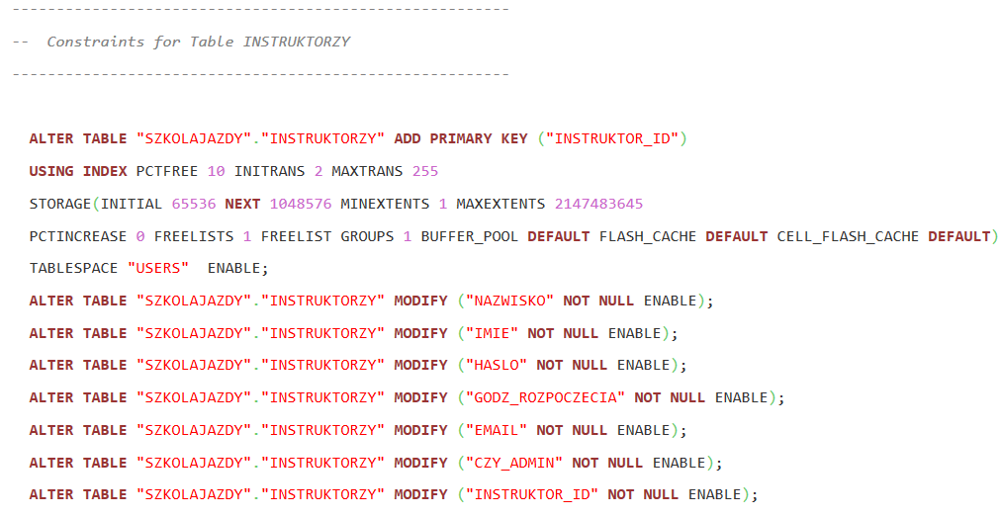 --------------------------------------------------------
--  Constraints for Table INSTRUKTORZY
--------------------------------------------------------
ALTER TABLE "SZKOLAJAZDY"."INSTRUKTORZY" ADD PRIMARY KEY ("INSTRUKTOR_ID")
USING INDEX PCTFREE 10 INITRANS 2 MAXTRANS 255
STORAGE(INITIAL 65536 NEXT 1048576 MINEXTENTS 1 MAXEXTENTS 2147483645
PCTINCREASE 0 FREELISTS 1 FREELIST GROUPS 1 BUFFER_POOL DEFAULT FLASH_CACHE DEFAULT CELL_FLASH_CACHE DEFAULT)
TABLESPACE "USERS"  ENABLE;
ALTER TABLE "SZKOLAJAZDY"."INSTRUKTORZY" MODIFY ("NAZWISKO" NOT NULL ENABLE);
ALTER TABLE "SZKOLAJAZDY"."INSTRUKTORZY" MODIFY ("IMIE" NOT NULL ENABLE);
ALTER TABLE "SZKOLAJAZDY"."INSTRUKTORZY" MODIFY ("HASLO" NOT NULL ENABLE);
ALTER TABLE "SZKOLAJAZDY"."INSTRUKTORZY" MODIFY ("GODZ_ROZPOCZECIA" NOT NULL ENABLE);
ALTER TABLE "SZKOLAJAZDY"."INSTRUKTORZY" MODIFY ("EMAIL" NOT NULL ENABLE);
ALTER TABLE "SZKOLAJAZDY"."INSTRUKTORZY" MODIFY ("CZY_ADMIN" NOT NULL ENABLE);
ALTER TABLE "SZKOLAJAZDY"."INSTRUKTORZY" MODIFY ("INSTRUKTOR_ID" NOT NULL ENABLE);